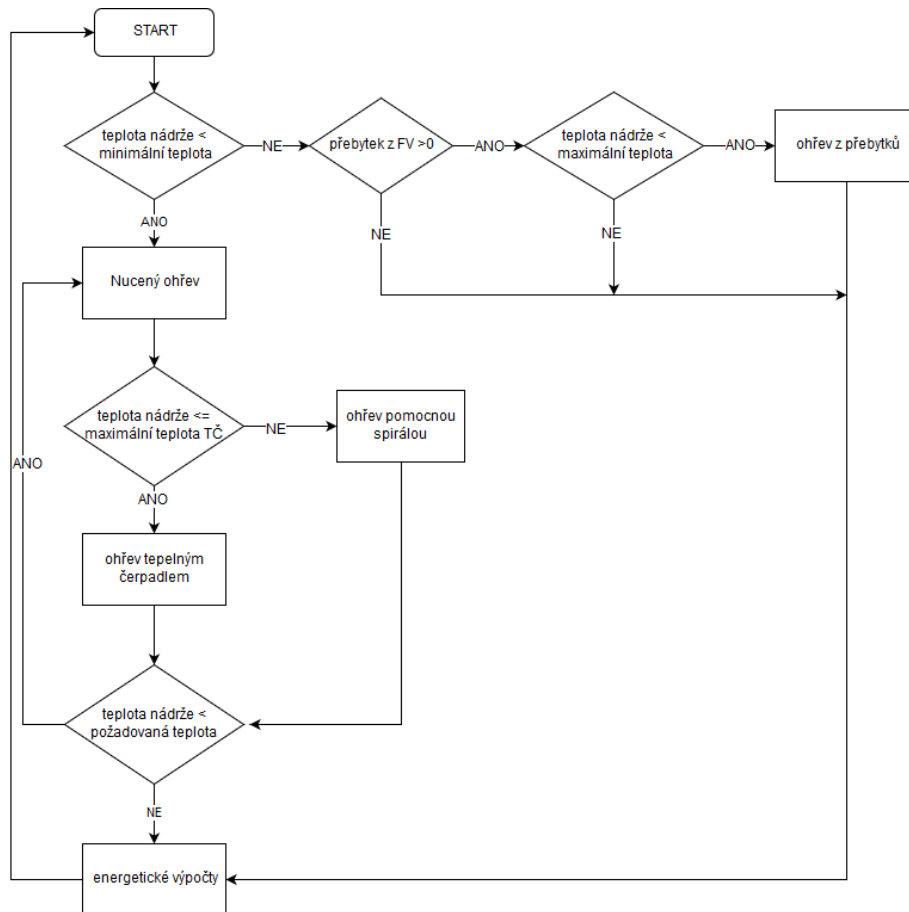 START
teplota nádrže <
minimální teplota
NE
přebytek z FV >0
ANO
teplota nádrže <
maximální teplota
ANO
ohřev z přebytků
ANO
NE
NE
Nucený ohřev
teplota nádrže <=
maximální teplota TČ
NE
ohřev pomocnou
spirálou
ANO
ANO
ohřev tepelným
čerpadlem
teplota nádrže <
požadovaná teplota
NE
energetické výpočty